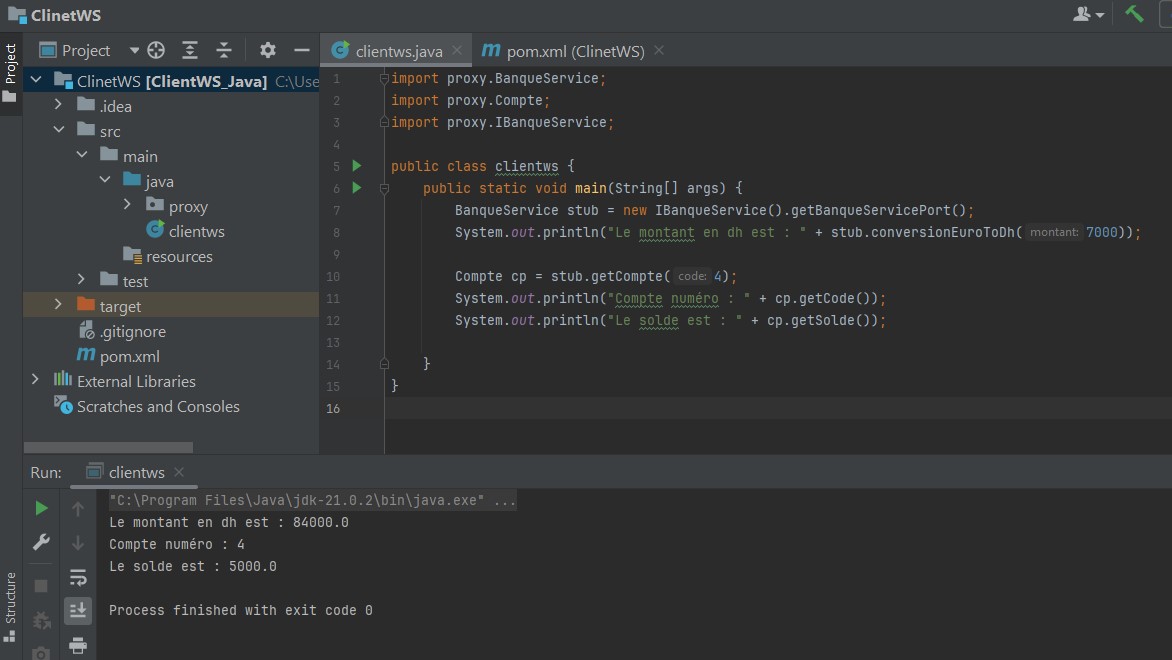 ClinetWS
Project
Project
clientws.java
pom.xml (ClinetWS)
ClinetWS [ClientWS_Java] C:\Use
.idea
src
main
java
proxy
clientws
resources
test
target
.gitignore
pom.xml
External Libraries
Scratches and Consoles
1 import proxy.BanqueService;
2 import proxy.Compte;
3 import proxy.IBanqueService;
4
5 public class clientws {
6 public static void main(String[] args) {
7 BanqueService stub = new IBanqueService().getBanqueServicePort();
8 System.out.println("Le montant en dh est : " + stub.conversionEuroToDh( montant: 7000));
9
10 Compte cp = stub.getCompte( code: 4);
11 System.out.println("Compte numéro : " + cp.getCode());
12 System.out.println("Le solde est : " + cp.getSolde());
13
14 }
15 }
16
Run: clientws
"C:\Program Files\Java\jdk-21.0.2\bin\java.exe" ...
Le montant en dh est : 84000.0
Compte numéro : 4
Le solde est : 5000.0
Process finished with exit code 0
Structure